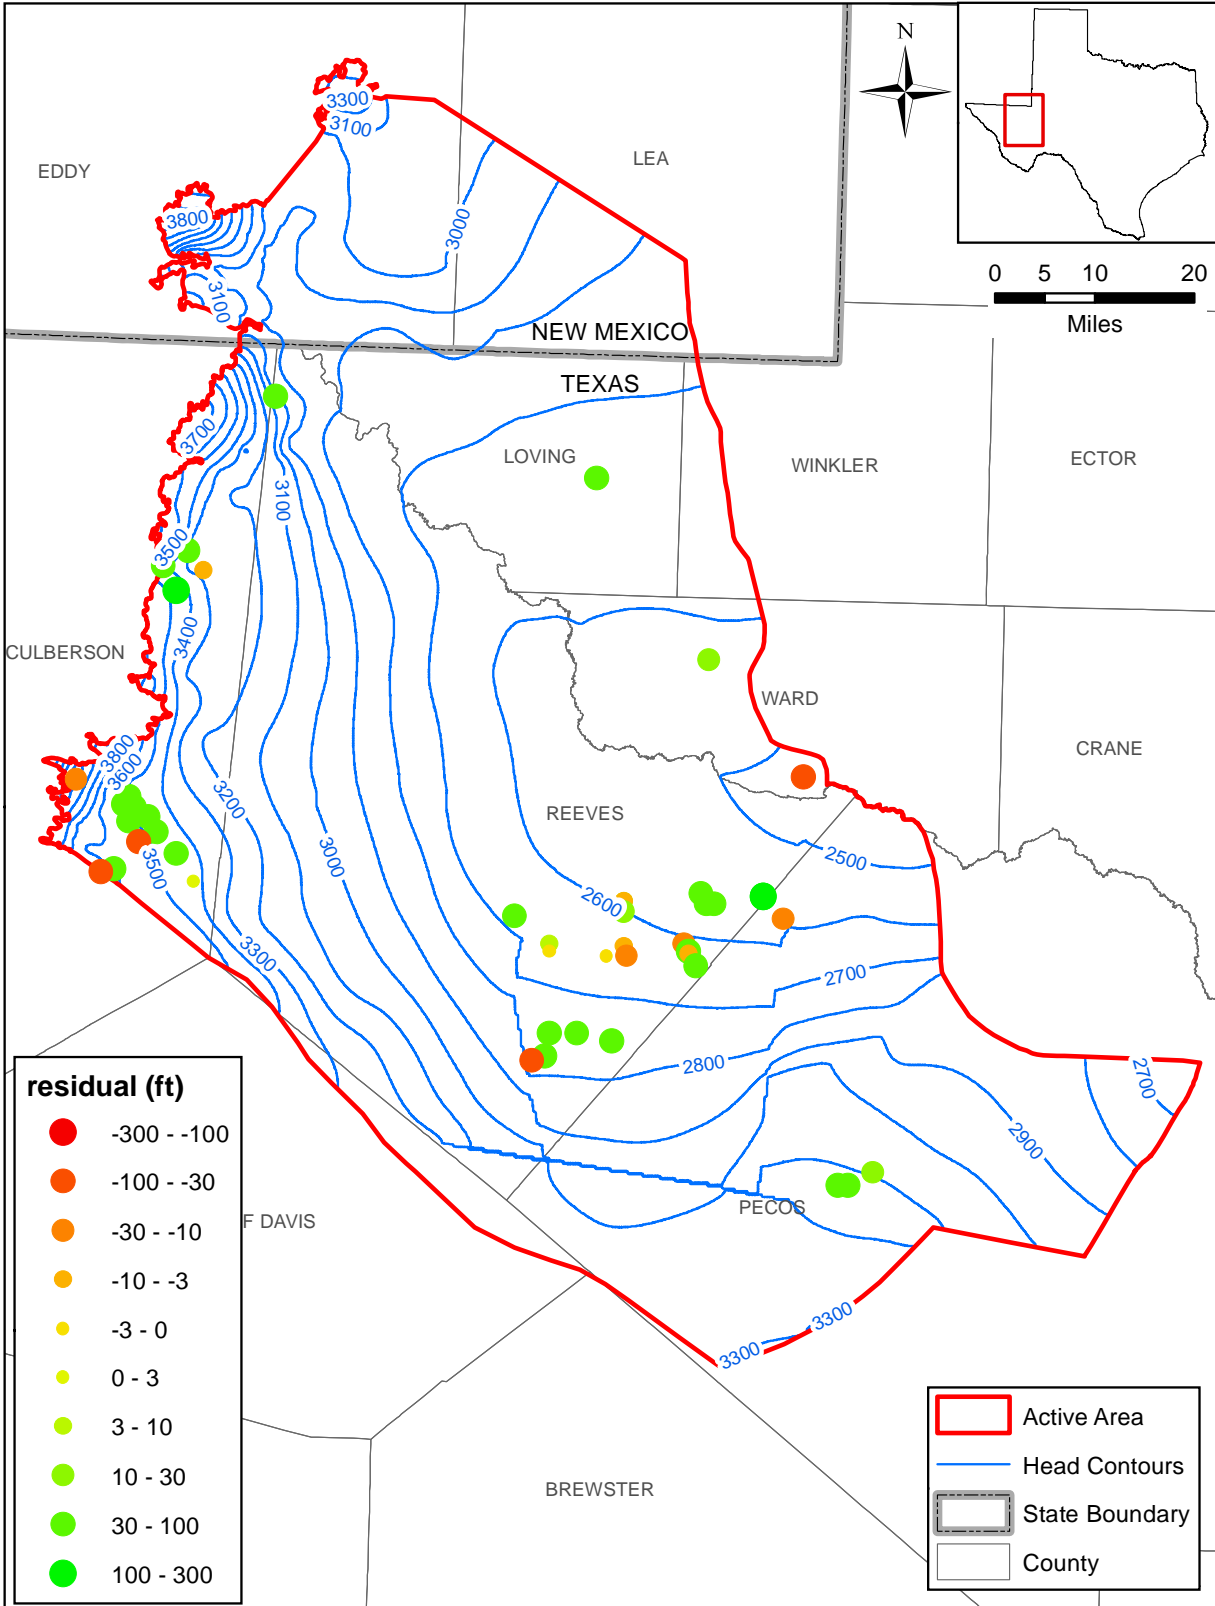 N
3300
3100
EDDY
LEA
3800
3000
3100
0 5 10 20
Miles
NEW MEXICO
TEXAS
3700
LOVING
WINKLER
ECTOR
3100
3500
3400
CULBERSON
WARD
3800
3600
CRANE
3200
REEVES
3000
3500
2500
2600
3300
2700
2800
2700
2900
PECOS
F DAVIS
3300
3300
BREWSTER
residual (ft)
-300 - -100
-100 - -30
-30 - -10
-10 - -3
-3 - 0
0 - 3
3 - 10
10 - 30
30 - 100
100 - 300
Active Area
Head Contours
State Boundary
County